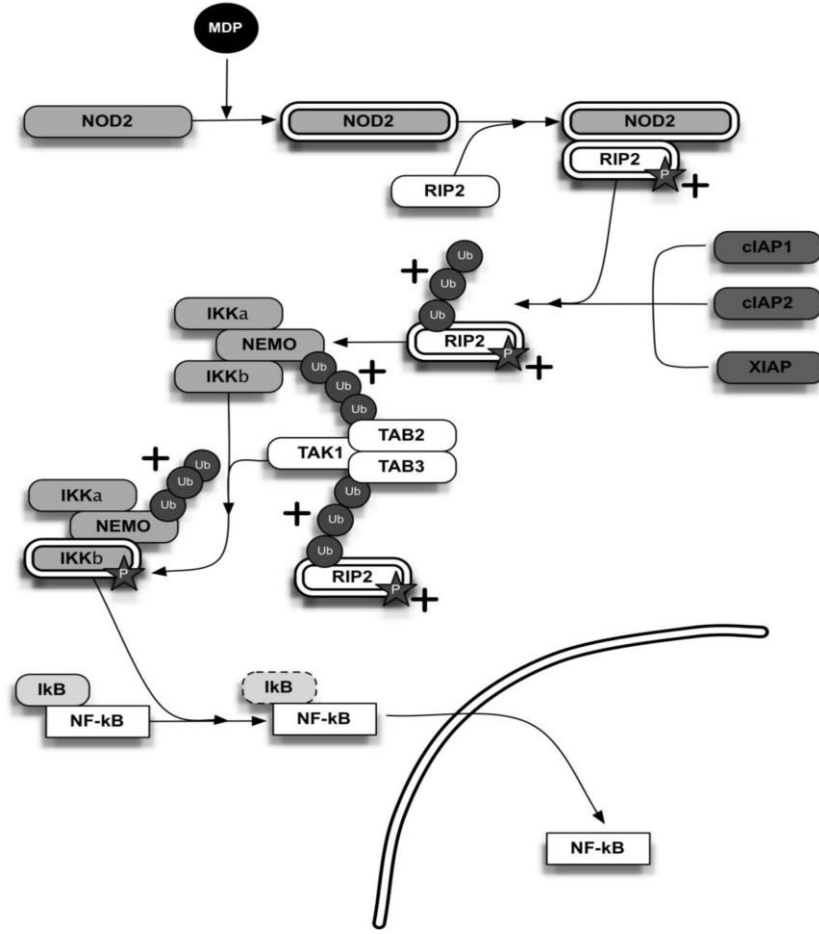 MDP
NOD2
NOD2
NOD2
RIP2
P
+
RIP2
cIAP1
cIAP2
XIAP
+
Ub
Ub
Ub
RIP2
P
+
IKKa
NEMO
IKKb
Ub
Ub
Ub
+
TAK1
TAB2
TAB3
+
Ub
Ub
Ub
RIP2
P
+
+
Ub
Ub
Ub
IKKa
NEMO
IKKb
P
IkB
NF-kB
IkB
NF-kB
NF-kB